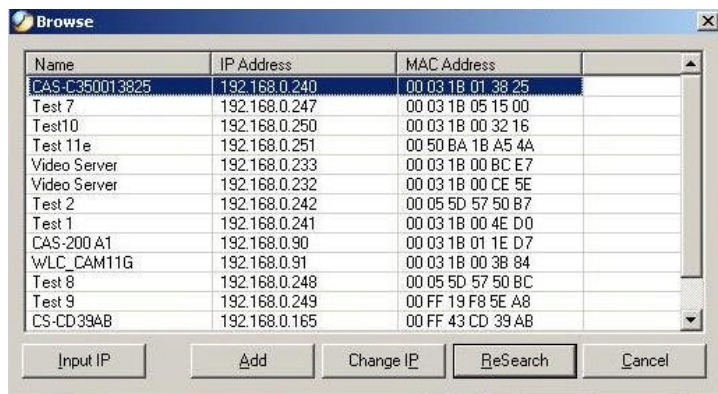 Browse
Name IP Address MAC Address
CAS-C350013825 192.168.0.240 00 03 1B 01 38 25
Test 7 192.168.0.247 00 03 1B 05 15 00
Test10 192.168.0.250 00 03 1B 00 32 16
Test 11e 192.168.0.251 00 50 BA 1B A5 4A
Video Server 192.168.0.233 00 03 1B 00 BC E7
Video Server 192.168.0.232 00 03 1B 00 CE 5E
Test 2 192.168.0.242 00 05 5D 57 50 B7
Test 1 192.168.0.241 00 03 1B 00 4E D0
CAS-200 A1 192.168.0.90 00 03 1B 01 1E D7
WLC_CAM11G 192.168.0.91 00 03 1B 00 3B 84
Test 8 192.168.0.248 00 05 5D 57 50 BC
Test 9 192.168.0.249 00 FF 19 F8 5E A8
CS-CD39AB 192.168.0.165 00 FF 43 CD 39 AB
Input IP Add Change IP ReSearch Cancel